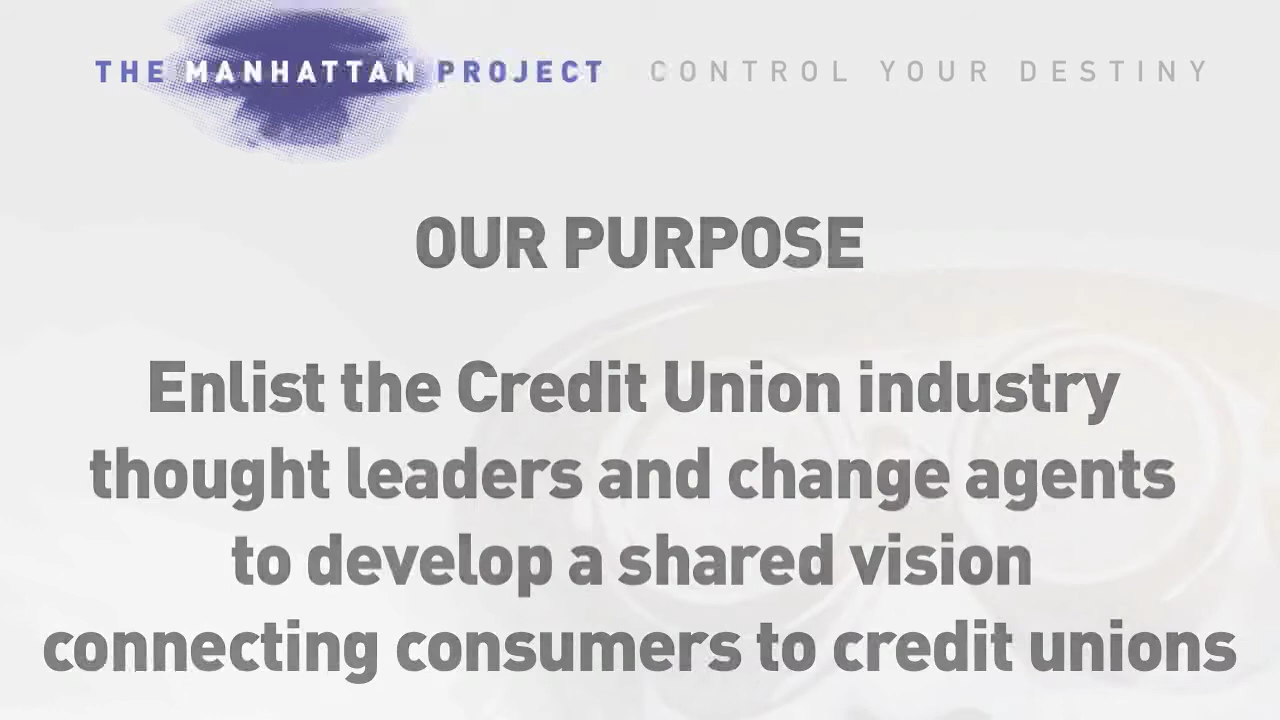 THE MANHATTAN PROJECT CONTROL YOUR DESTINY
OUR PURPOSE
Enlist the Credit Union industry
thought leaders and change agents
to develop a shared vision
connecting consumers to credit unions